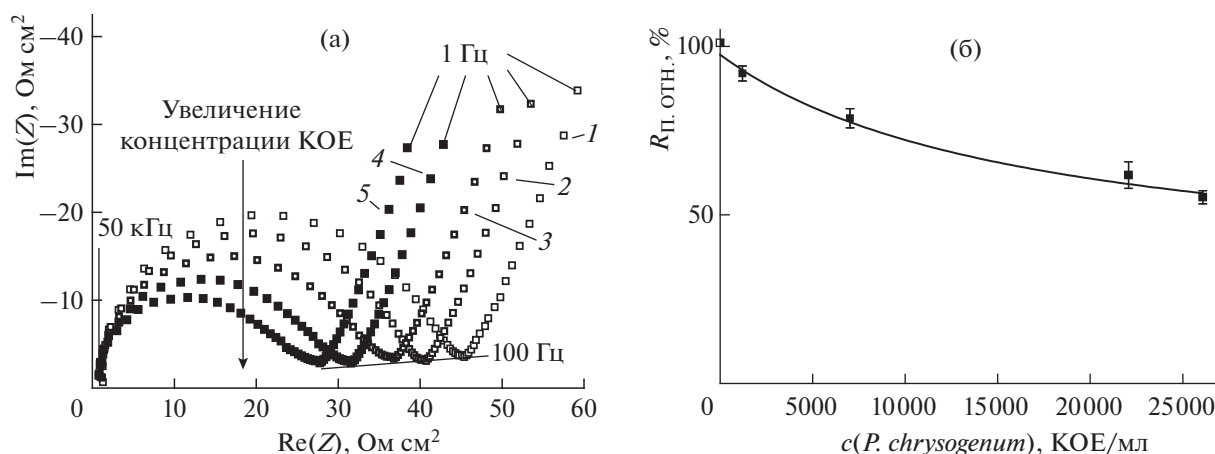 (а)
Im(Z), Ом см²
−40
−30
−20
−10
0
10
20
30
40
50
60
Re(Z), Ом см²
50 кГц
Увеличение
концентрации КОЕ
1 Гц
100 Гц
1
2
3
4
5
(б)
Rп. отн., %
100
50
0
5000
10000
15000
20000
25000
c(P. chrysogenum), КОЕ/мл